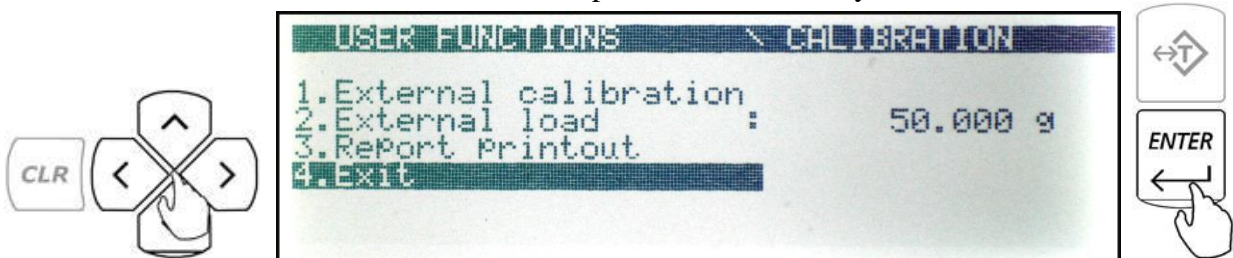 USER FUNCTIONS \ CALIBRATION
1.External calibration
2.External load : 50.000 g
3.Report Printout
4.Exit
CLR
T
ENTER